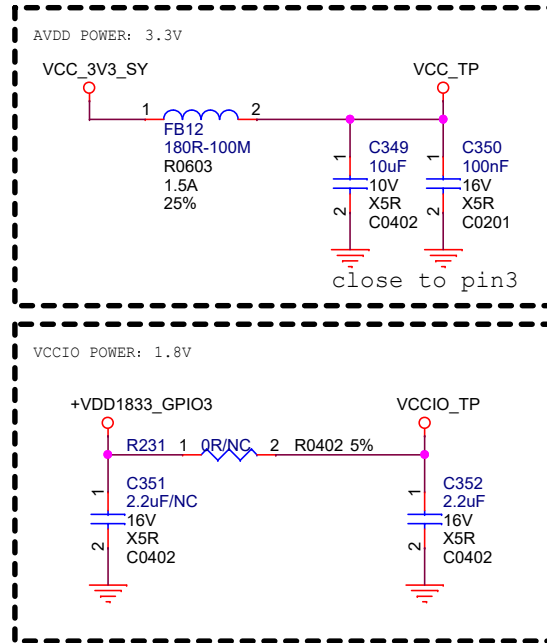 AVDD POWER: 3.3V
VCC_3V3_SY
VCC_TP
1
2
FB12
180R-100M
R0603
1.5A
25%
1
2
C349
10uF
10V
X5R
C0402
1
2
C350
100nF
16V
X5R
C0201
close to pin3
VCCIO POWER: 1.8V
+VDD1833_GPIO3
VCCIO_TP
R231 1 0R/NC 2 R0402 5%
1
2
C351
2.2uF/NC
16V
X5R
C0402
1
2
C352
2.2uF
16V
X5R
C0402